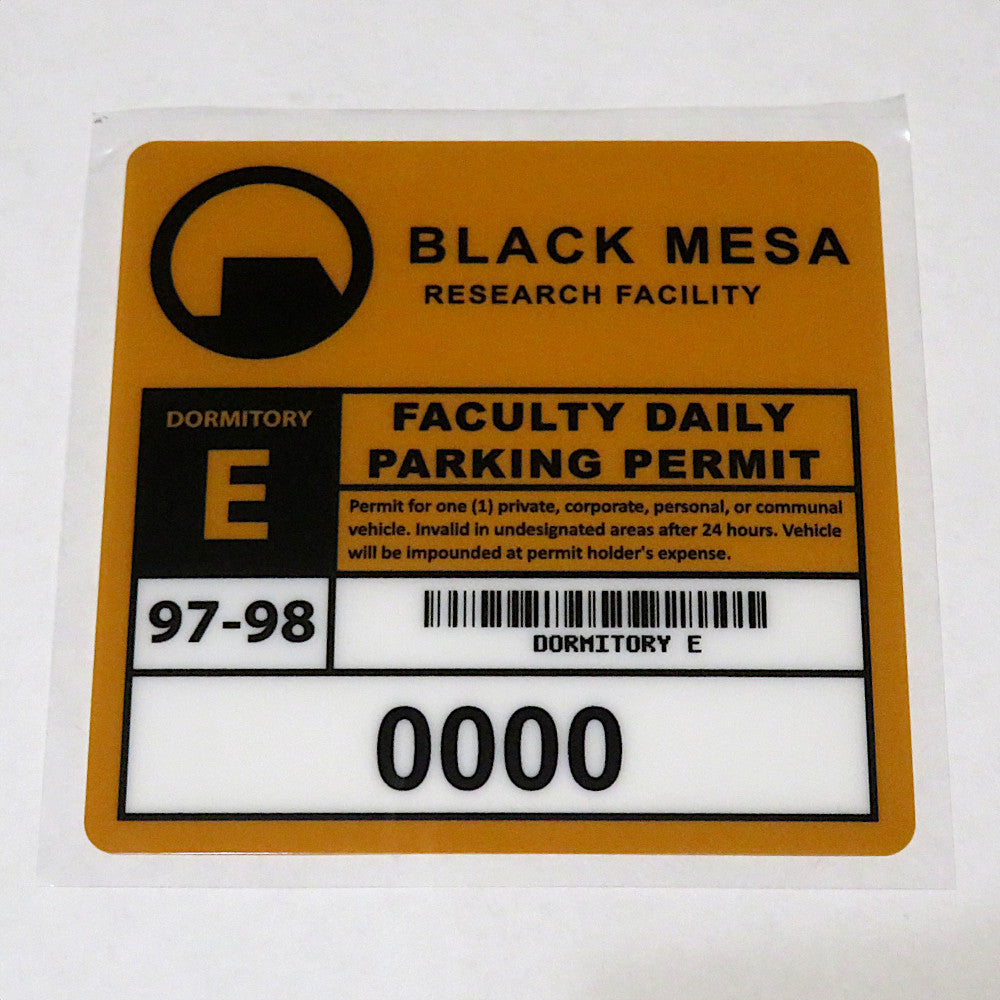 BLACK MESA
RESEARCH FACILITY
DORMITORY
E
FACULTY DAILY
PARKING PERMIT
Permit for one (1) private, corporate, personal, or communal
vehicle. Invalid in undesignated areas after 24 hours. Vehicle
will be impounded at permit holder's expense.
97-98
DORMITORY E
0000